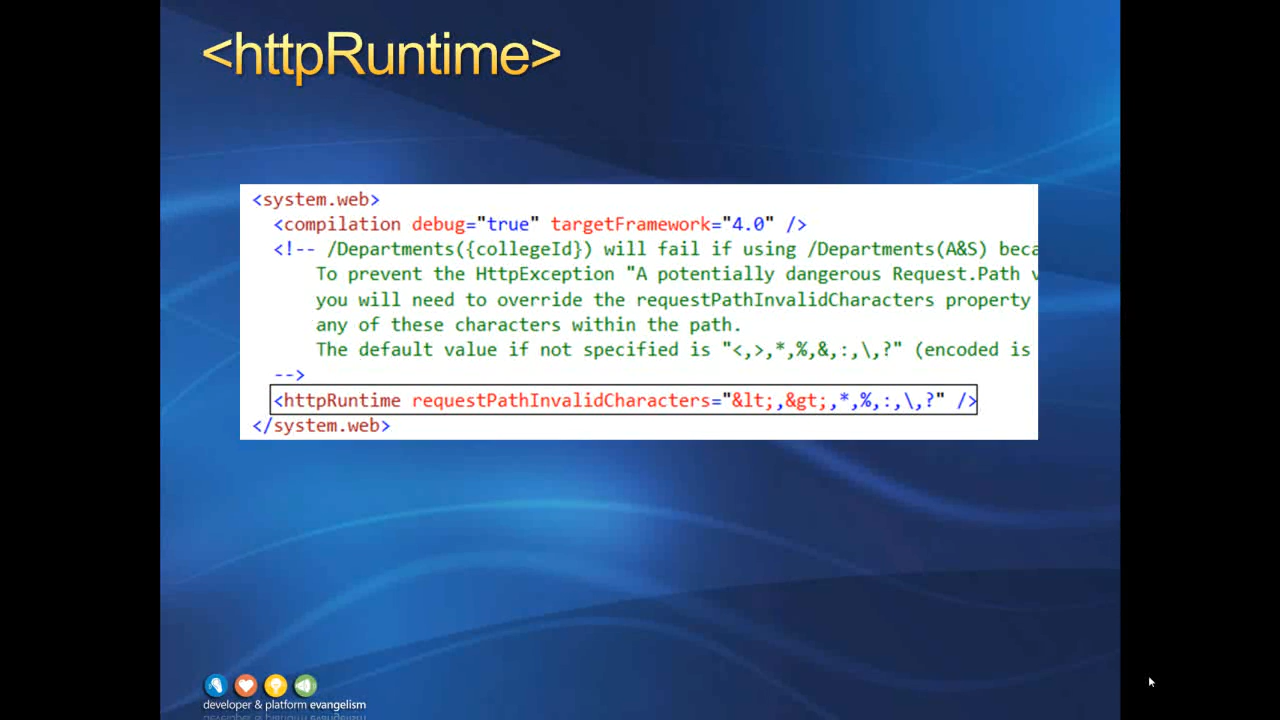 <httpRuntime>
<system.web>
<compilation debug="true" targetFramework="4.0" />
<!-- /Departments({collegeId}) will fail if using /Departments(A&S) beca
To prevent the HttpException "A potentially dangerous Request.Path v
you will need to override the requestPathInvalidCharacters property
any of these characters within the path.
The default value if not specified is "<,>,*,%,&,:,\,?" (encoded is
-->
<httpRuntime requestPathInvalidCharacters="&lt;,&gt;,*,%,:,\,?" />
</system.web>
developer & platform evangelism